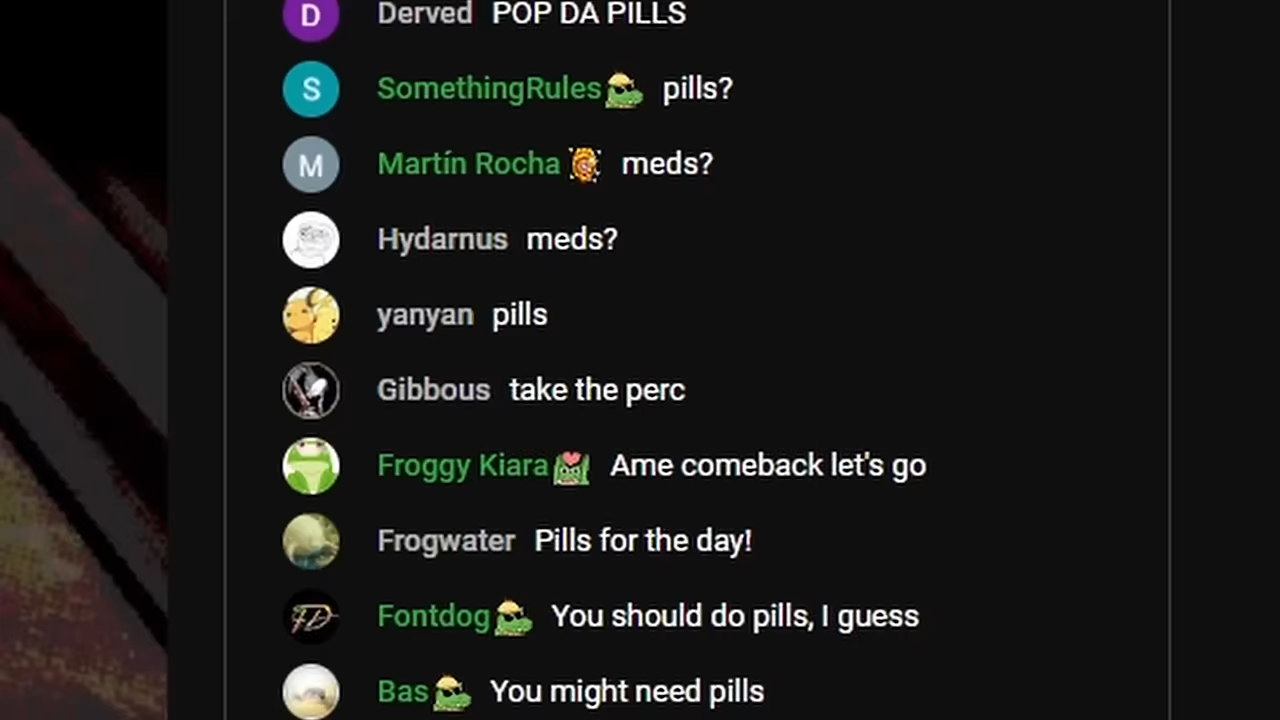 D Derved POP DA PILLS
S SomethingRules pills?
M Martín Rocha meds?
Hydarnus meds?
yanyan pills
Gibbous take the perc
Froggy Kiara Ame comeback let's go
Frogwater Pills for the day!
FD Fontdog You should do pills, I guess
Bas You might need pills